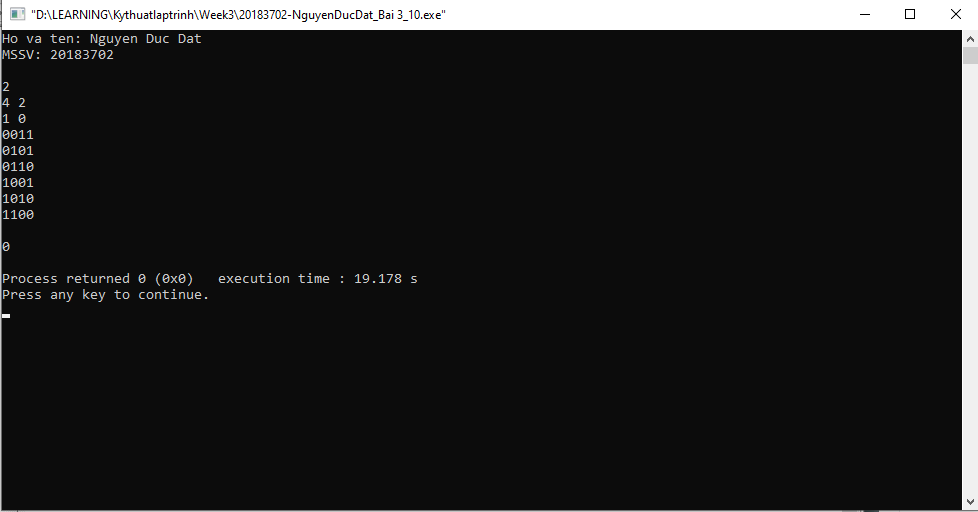 "D:\LEARNING\Kythuatlaptrinh\Week3\20183702-NguyenDucDat_Bai 3_10.exe"
Ho va ten: Nguyen Duc Dat
MSSV: 20183702
2
4 2
1 0
0011
0101
0110
1001
1010
1100
0
Process returned 0 (0x0)   execution time : 19.178 s
Press any key to continue.